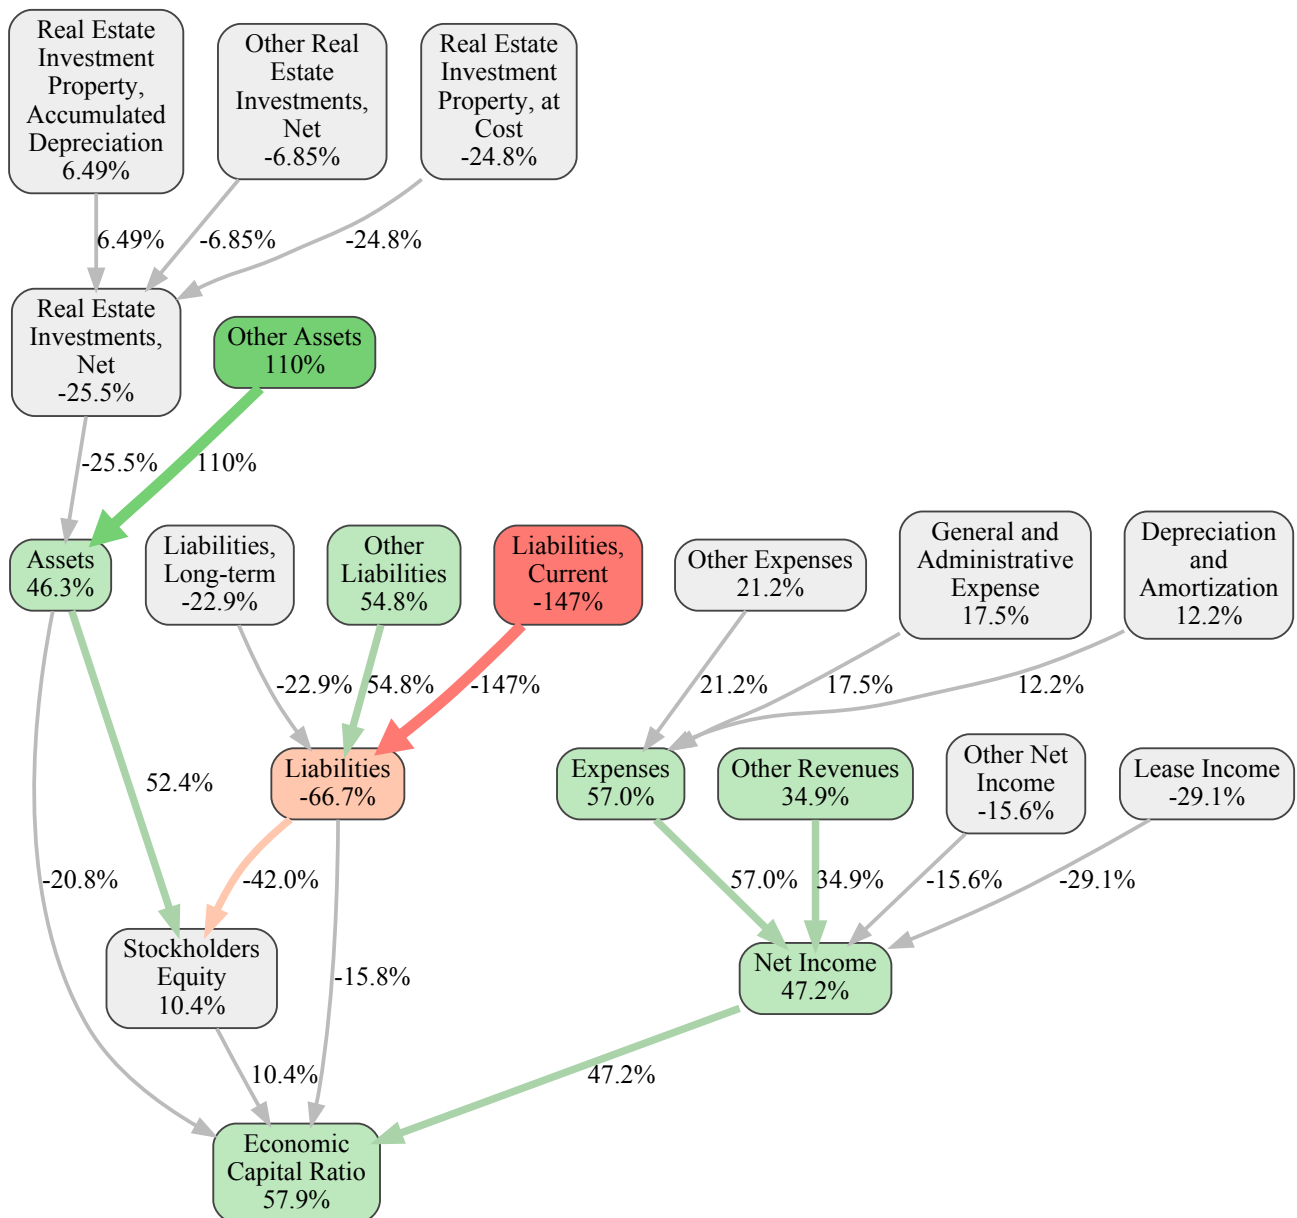 Real Estate
Investment
Property,
Accumulated
Depreciation
6.49%
Other Real
Estate
Investments,
Net
-6.85%
Real Estate
Investment
Property, at
Cost
-24.8%
6.49%
-6.85%
-24.8%
Real Estate
Investments,
Net
-25.5%
Other Assets
110%
-25.5%
110%
Assets
46.3%
Liabilities,
Long-term
-22.9%
Other
Liabilities
54.8%
Liabilities,
Current
-147%
Other Expenses
21.2%
General and
Administrative
Expense
17.5%
Depreciation
and
Amortization
12.2%
-22.9%
54.8%
-147%
21.2%
17.5%
12.2%
52.4%
Liabilities
-66.7%
Expenses
57.0%
Other Revenues
34.9%
Other Net
Income
-15.6%
Lease Income
-29.1%
-20.8%
-42.0%
57.0%
34.9%
-15.6%
-29.1%
Stockholders
Equity
10.4%
-15.8%
Net Income
47.2%
10.4%
47.2%
Economic
Capital Ratio
57.9%